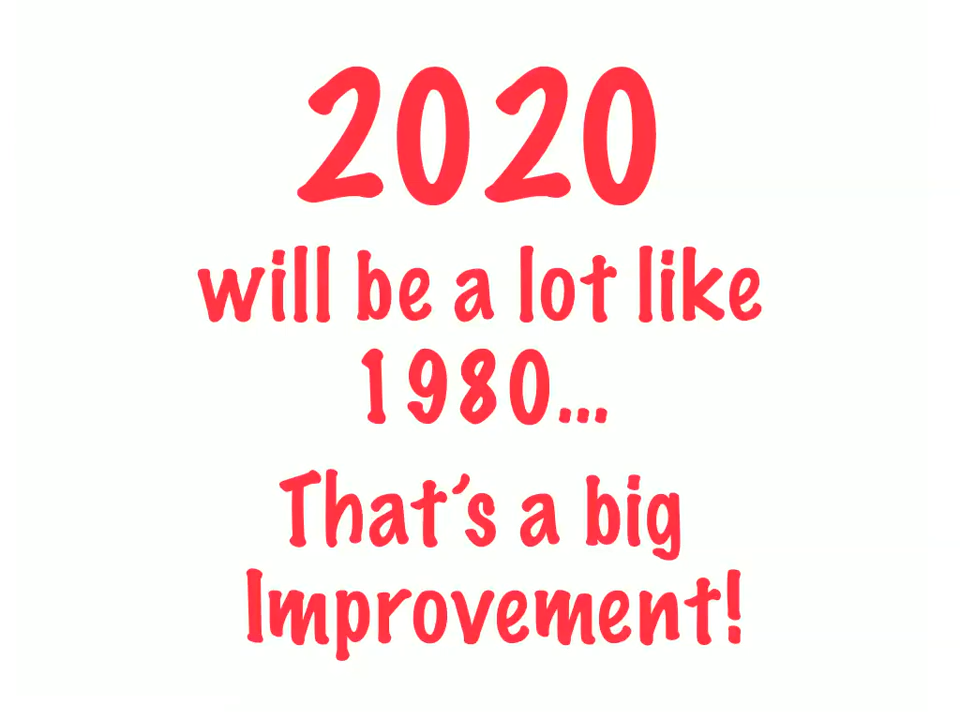 2020
will be a lot like
1980...
That's a big
Improvement!